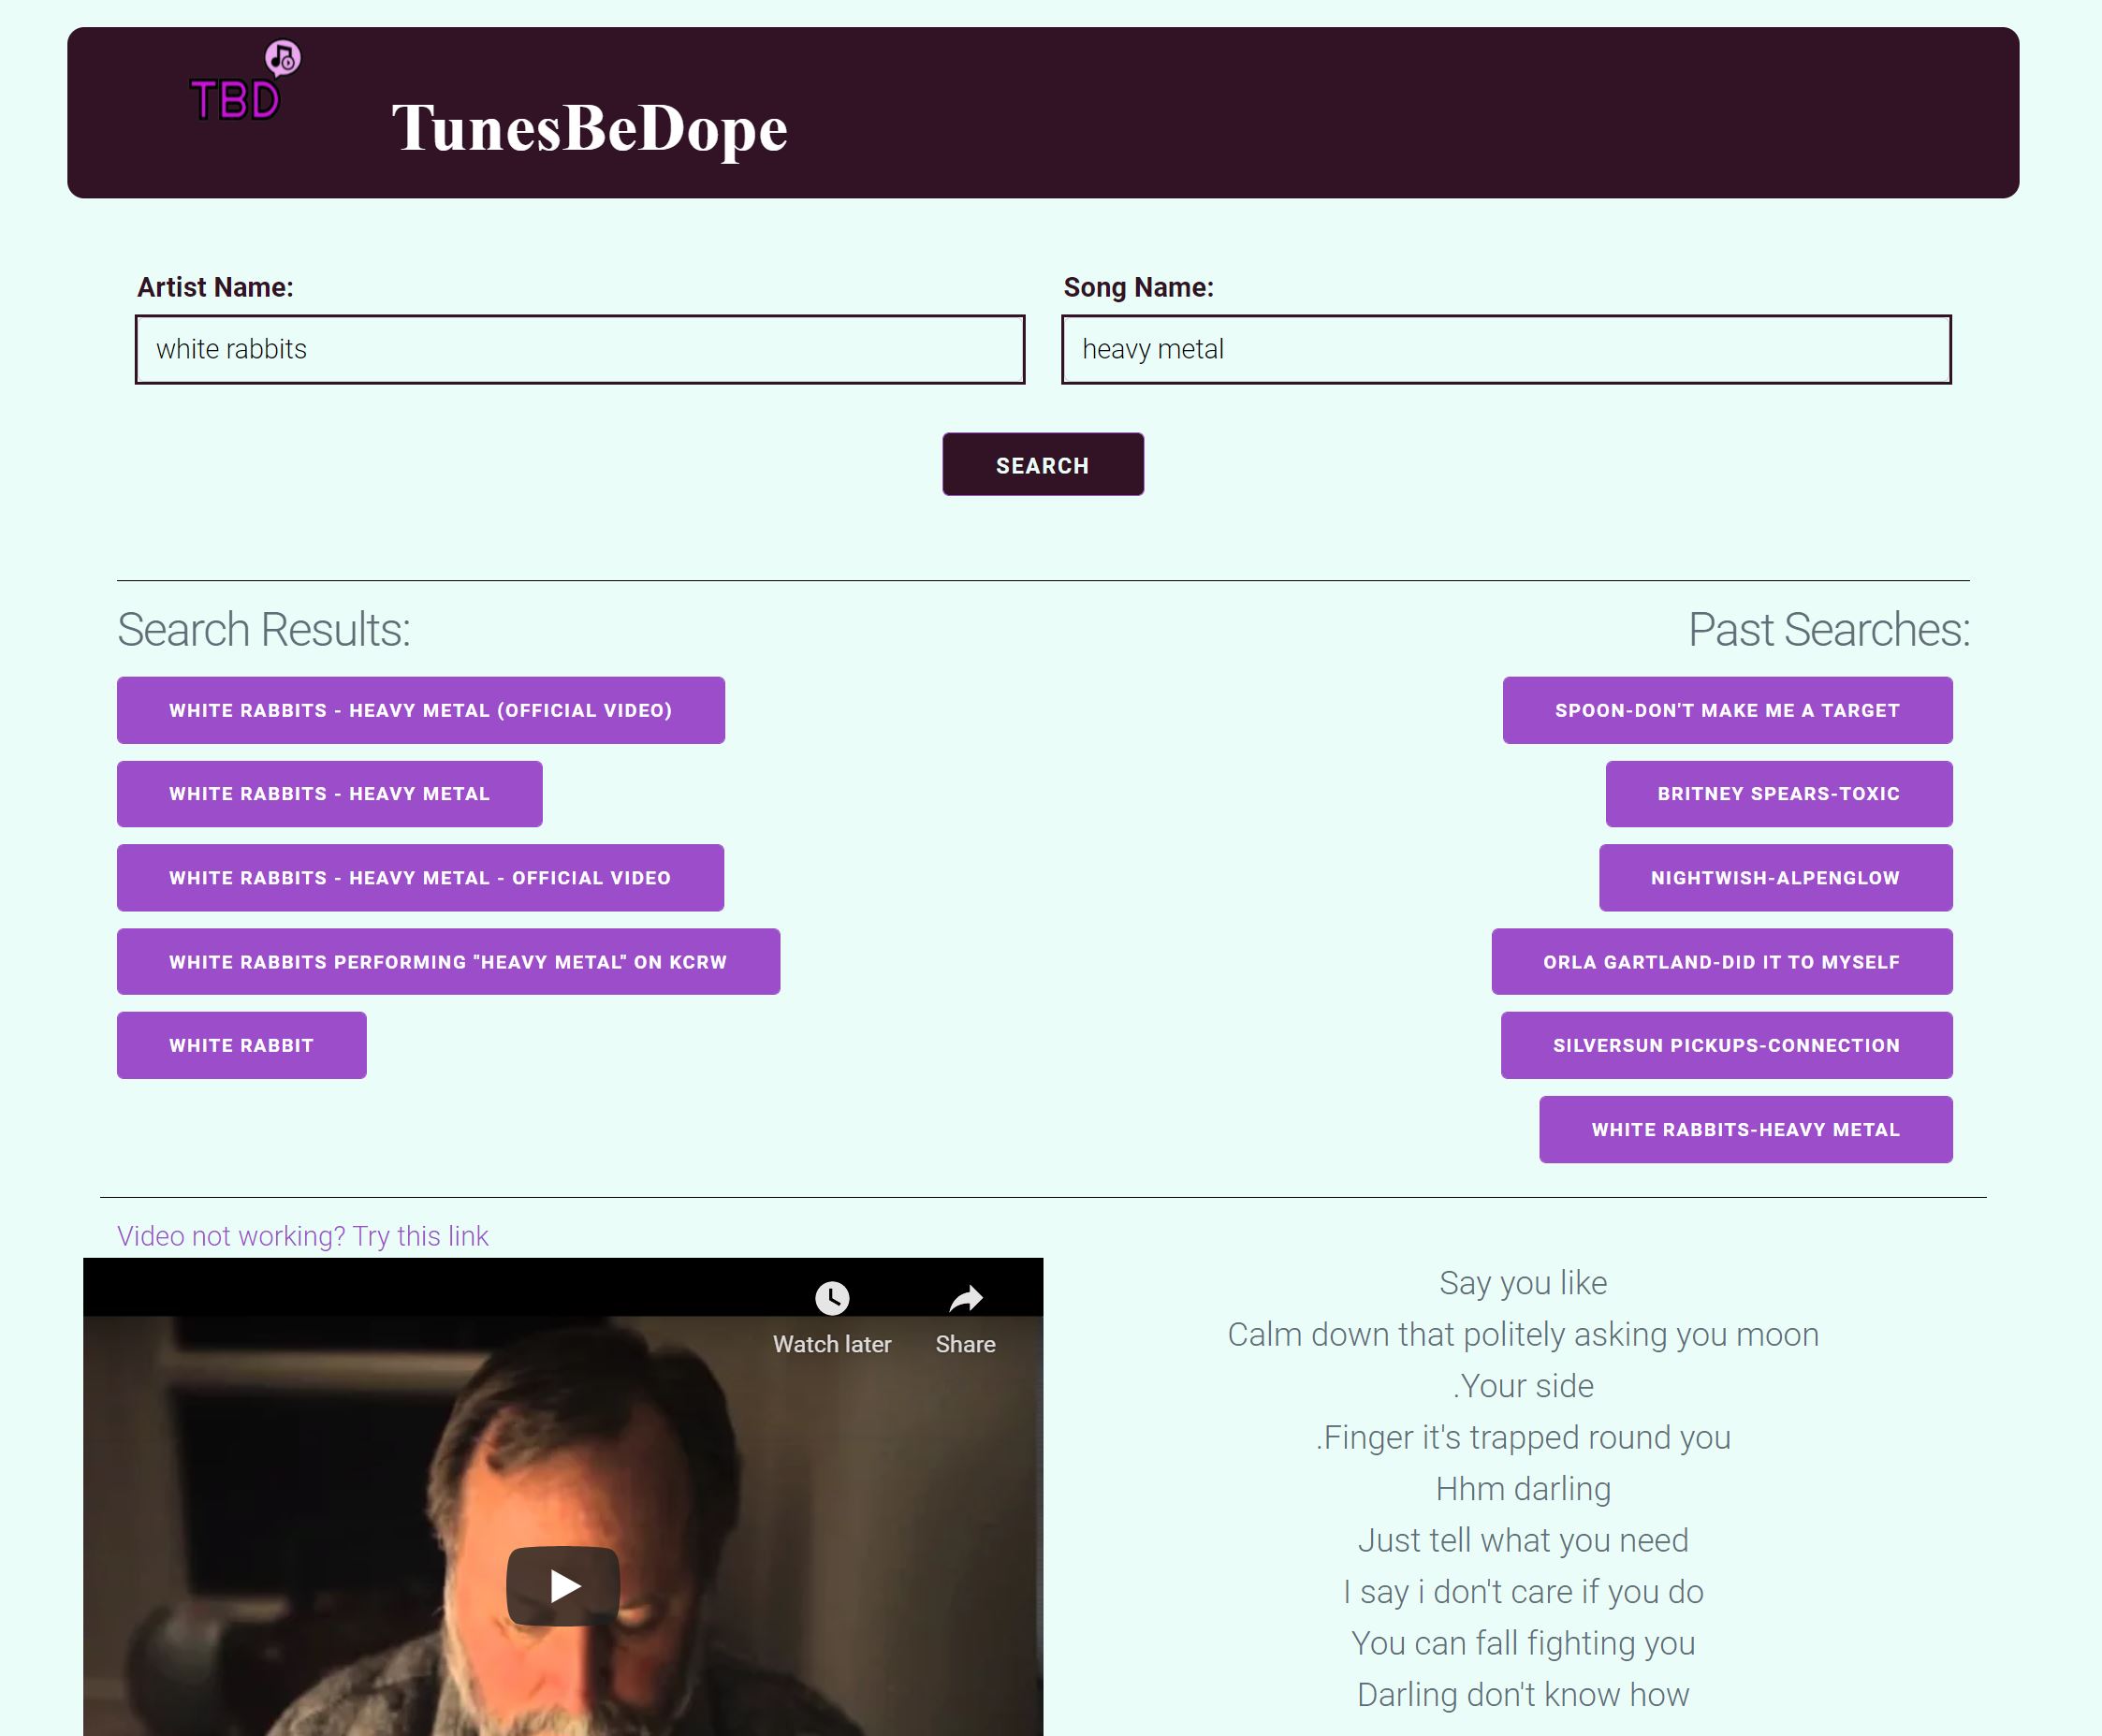 TBD
TunesBeDope
Artist Name:
white rabbits
Song Name:
heavy metal
SEARCH
Search Results:
WHITE RABBITS - HEAVY METAL (OFFICIAL VIDEO)
WHITE RABBITS - HEAVY METAL
WHITE RABBITS - HEAVY METAL - OFFICIAL VIDEO
WHITE RABBITS PERFORMING "HEAVY METAL" ON KCRW
WHITE RABBIT
Past Searches:
SPOON-DON'T MAKE ME A TARGET
BRITNEY SPEARS-TOXIC
NIGHTWISH-ALPENGLOW
ORLA GARTLAND-DID IT TO MYSELF
SILVERSUN PICKUPS-CONNECTION
WHITE RABBITS-HEAVY METAL
Video not working? Try this link
Watch later
Share
Say you like
Calm down that politely asking you moon
.Your side
.Finger it's trapped round you
Hhm darling
Just tell what you need
I say i don't care if you do
You can fall fighting you
Darling don't know how